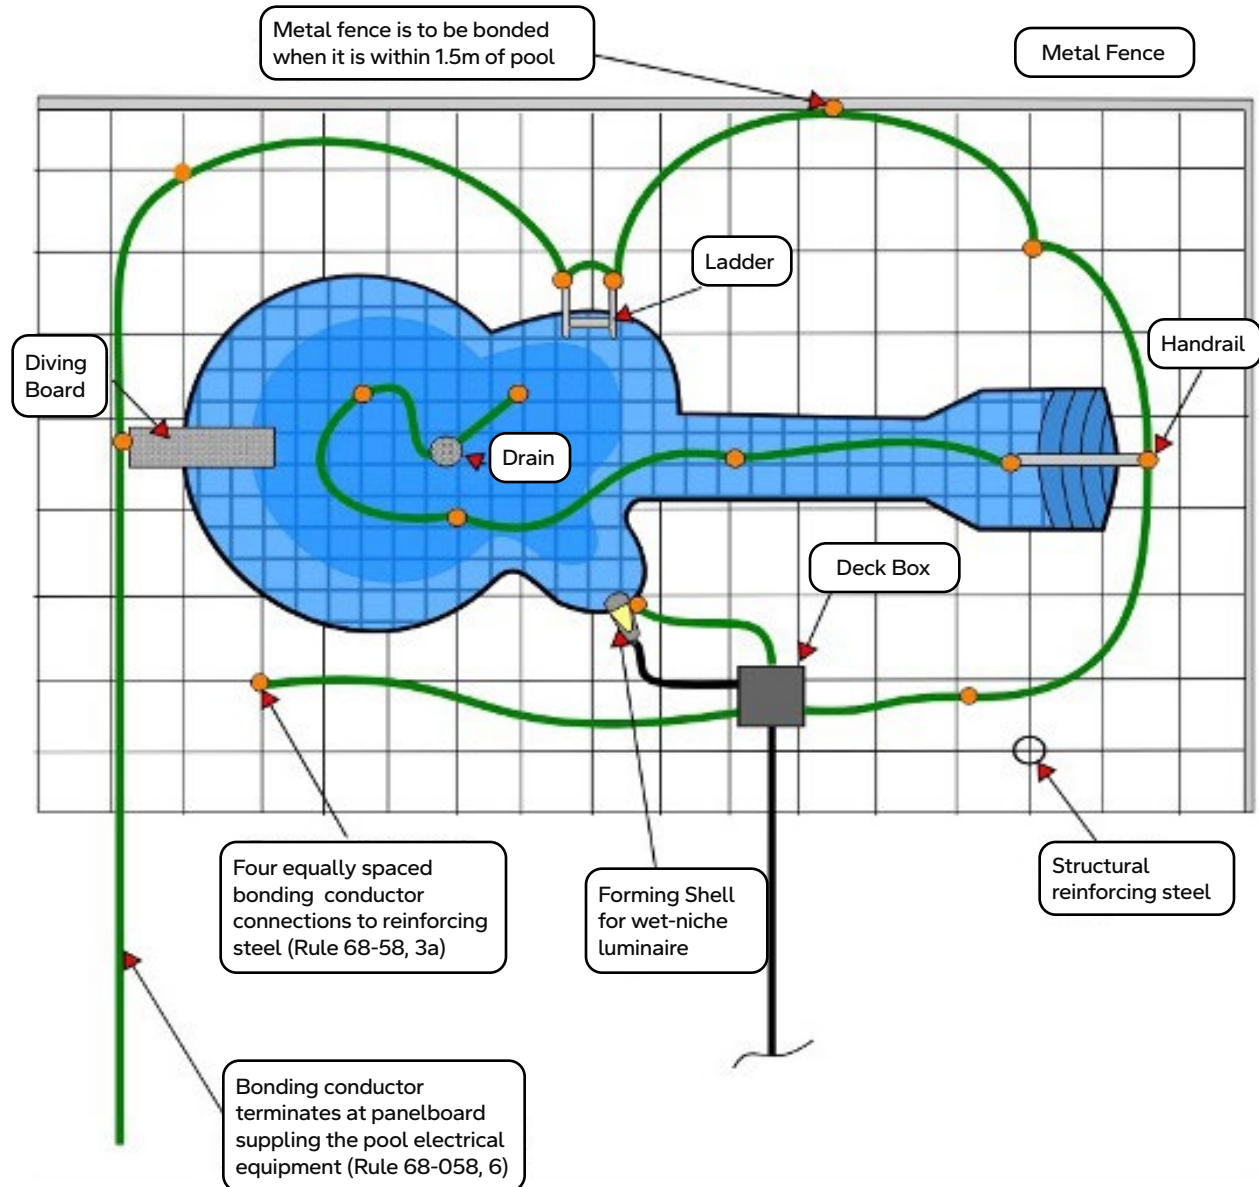 Metal fence is to be bonded
when it is within 1.5m of pool
Metal Fence
Ladder
Handrail
Diving
Board
Drain
Deck Box
Four equally spaced
bonding conductor
connections to reinforcing
steel (Rule 68-58, 3a)
Forming Shell
for wet-niche
luminaire
Structural
reinforcing steel
Bonding conductor
terminates at panelboard
suppling the pool electrical
equipment (Rule 68-058, 6)